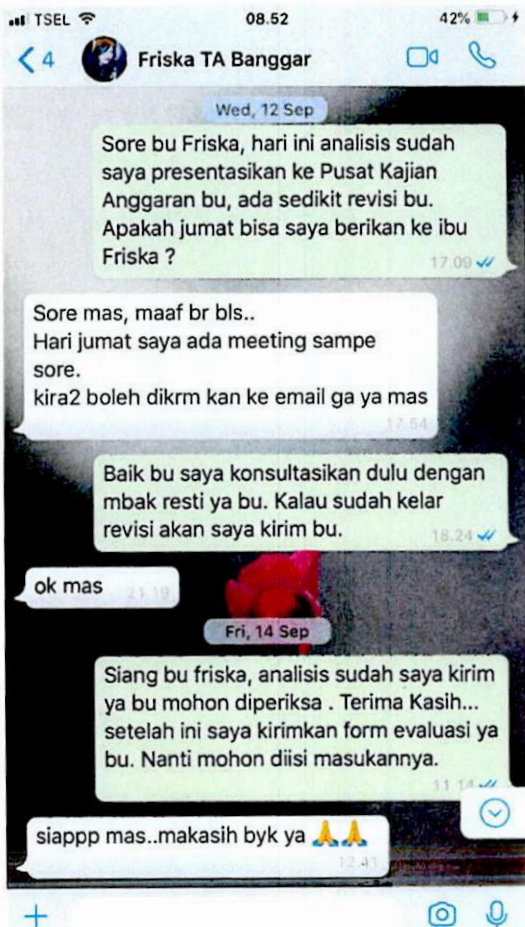 TSEL 08.52 42%
4 Friska TA Banggar
Wed, 12 Sep
Sore bu Friska, hari ini analisis sudah
saya presentasikan ke Pusat Kajian
Anggaran bu, ada sedikit revisi bu.
Apakah jumat bisa saya berikan ke ibu
Friska ?
17.09
Sore mas, maaf br bls..
Hari jumat saya ada meeting sampe
sore.
kira2 boleh dikrm kan ke email ga ya mas
17.54
Baik bu saya konsultasikan dulu dengan
mbak resti ya bu. Kalau sudah kelar
revisi akan saya kirim bu.
18.24
ok mas
21.19
Fri, 14 Sep
Siang bu friska, analisis sudah saya kirim
ya bu mohon diperiksa . Terima Kasih...
setelah ini saya kirimkan form evaluasi ya
bu. Nanti mohon diisi masukannya.
11.14
siappp mas..makasih byk ya 🙏🙏
12.41